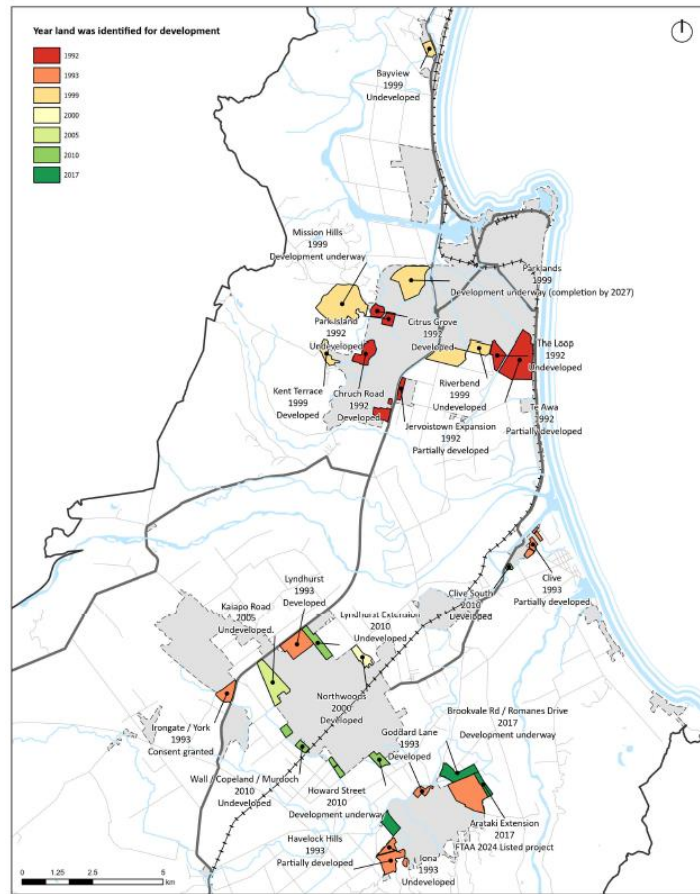 Year land was identified for development
1992
1993
1999
2000
2005
2010
2017
Bayview
1999
Undeveloped
Mission Hills
1999
Development underway
Parklands
1999
Development underway (completion by 2027)
Park Island
1992
Undeveloped
Citrus Grove
1992
Developed
The Loop
1992
Undeveloped
Kent Terrace
1999
Developed
Chruch Road
1992
Developed
Riverbend
1999
Undeveloped
Te Awa
1992
Partially developed
Jervoistown Expansion
1992
Partially developed
Clive
1993
Partially developed
Clive South
2010
Developed
Lyndhurst
1993
Developed
Kaiapo Road
2005
Undeveloped
Lyndhurst Extension
2010
Undeveloped
Northwoods
2000
Developed
Irongate / York
1993
Consent granted
Brookvale Rd / Romanes Drive
2017
Development underway
Goddard Lane
1993
Developed
Wall / Copeland / Murdoch
2010
Undeveloped
Howard Street
2010
Development underway
Arataki Extension
2017
FTAA 2024 Listed project
Havelock Hills
1993
Partially developed
Iona
1993
Undeveloped
0 1.25 2.5 5
km